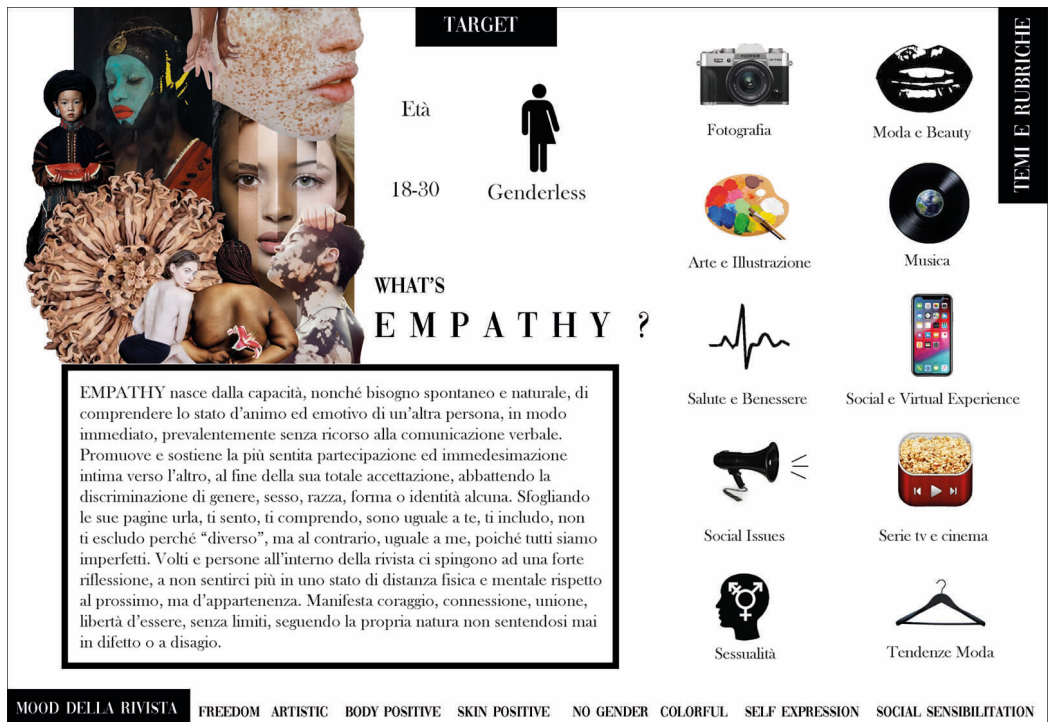 TARGET
Età
18-30
Genderless
WHAT'S
EMPATHY ?
EMPATHY nasce dalla capacità, nonché bisogno spontaneo e naturale, di
comprendere lo stato d'animo ed emotivo di un'altra persona, in modo
immediato, prevalentemente senza ricorso alla comunicazione verbale.
Promuove e sostiene la più sentita partecipazione ed immedesimazione
intima verso l'altro, al fine della sua totale accettazione, abbattendo la
discriminazione di genere, sesso, razza, forma o identità alcuna. Sfogliando
le sue pagine urla, ti sento, ti comprendo, sono uguale a te, ti includo, non
ti escludo perché “diverso”, ma al contrario, uguale a me, poiché tutti siamo
imperfetti. Volti e persone all'interno della rivista ci spingono ad una forte
riflessione, a non sentirci più in uno stato di distanza fisica e mentale rispetto
al prossimo, ma d'appartenenza. Manifesta coraggio, connessione, unione,
libertà d'essere, senza limiti, seguendo la propria natura non sentendosi mai
in difetto o a disagio.
TEMI E RUBRICHE
Fotografia
Moda e Beauty
Arte e Illustrazione
Musica
Salute e Benessere
Social e Virtual Experience
Social Issues
Serie tv e cinema
Sessualità
Tendenze Moda
MOOD DELLA RIVISTA
FREEDOM ARTISTIC BODY POSITIVE SKIN POSITIVE NO GENDER COLORFUL SELF EXPRESSION SOCIAL SENSIBILITATION